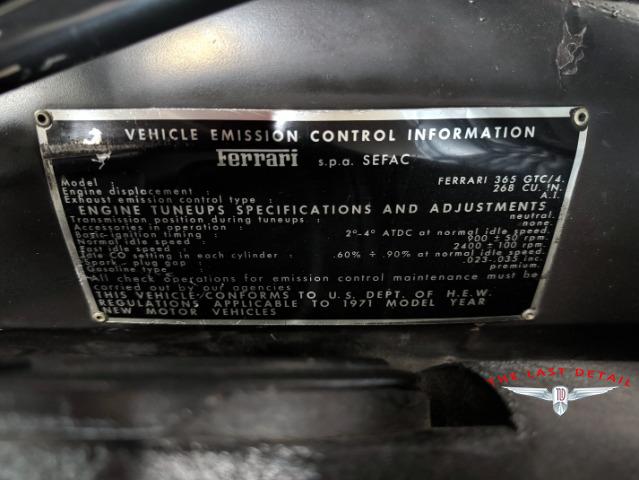 VEHICLE EMISSION CONTROL INFORMATION
Ferrari s.p.a. SEFAC
Model : FERRARI 365 GTC/4.
Engine displacement : 268 CU. IN.
Exhaust emission control type : A.I.
ENGINE TUNEUPS SPECIFICATIONS AND ADJUSTMENTS
Transmission position during tuneups : neutral.
Accessories in operation : none.
Basic ignition timing : 2°-4° ATDC at normal idle speed.
Normal idle speed : 900 ± 50 rpm.
Fast idle speed : 2400 ± 100 rpm.
Idle CO setting in each cylinder : .60% ÷ .90% at normal idle speed.
Spark - plug gap : .023-.035 inc.
Gasoline type : premium.
All check operations for emission control maintenance must be
carried out by our agencies
THIS VEHICLE CONFORMS TO U.S. DEPT. OF H.E.W.
REGULATIONS APPLICABLE TO 1971 MODEL YEAR
NEW MOTOR VEHICLES
THE LAST DETAIL
TLD